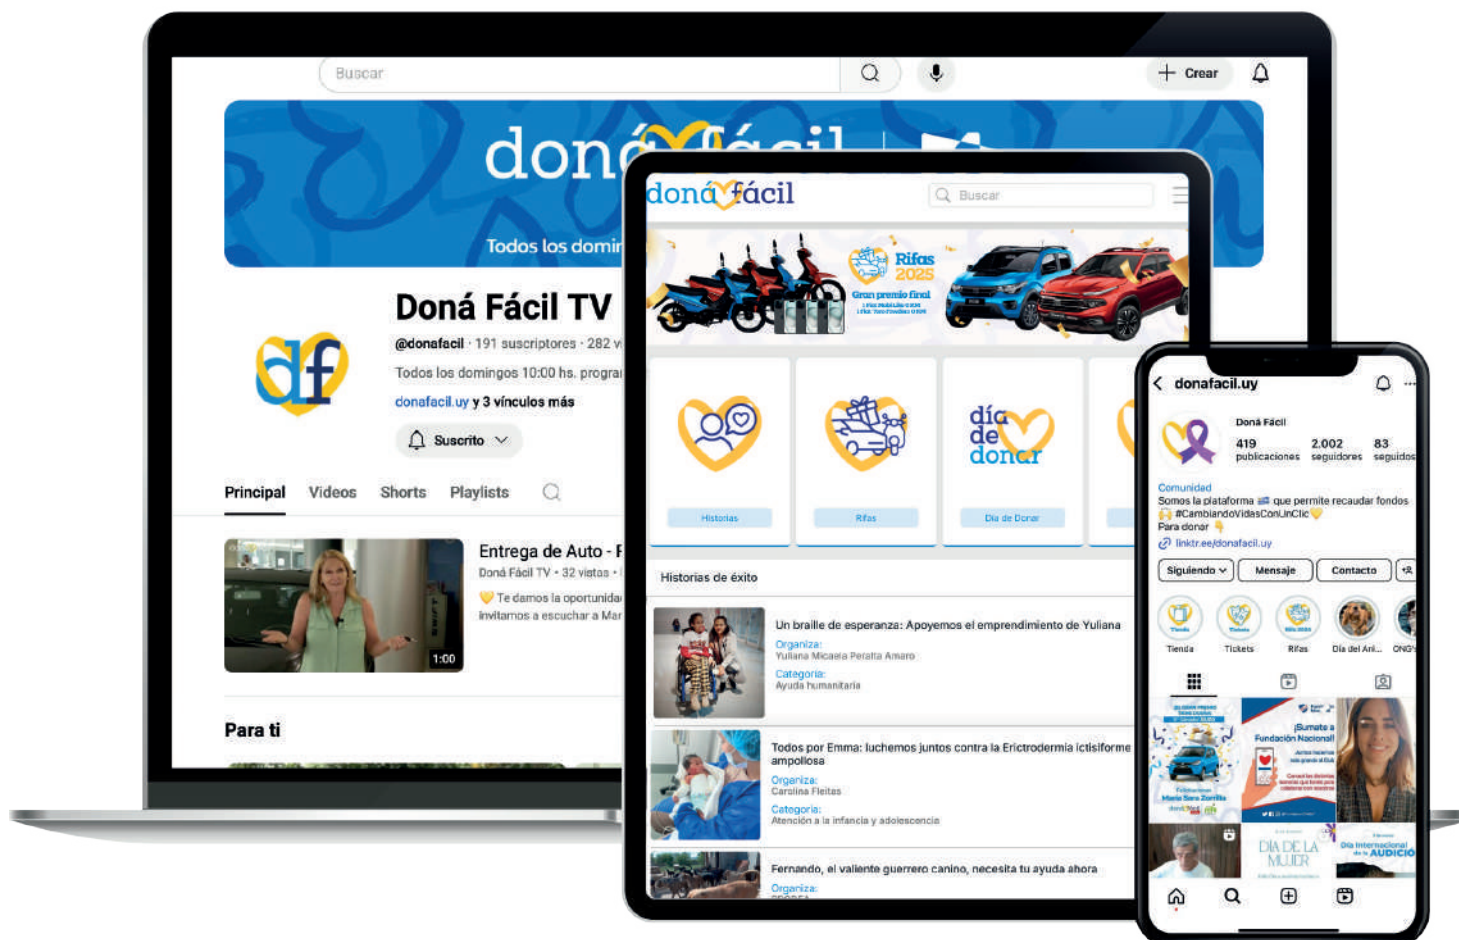 Buscar
Crear
doná fácil
Todos los domin
Doná Fácil TV
@donafacil · 191 suscriptores · 282 v
Todos los domingos 10:00 hs. progra
donafacil.uy y 3 vínculos más
Suscrito
Principal Videos Shorts Playlists
Entrega de Auto -
Doná Fácil TV • 32 vistas •
Te damos la oportunida
invitamos a escuchar a Mar
SWIFT
1:00
Para ti
doná fácil
Buscar
Rifas
2025
Gran premio final
Historias
Rifas
día
de
donar
Día de Donar
Historias de éxito
Un braille de esperanza: Apoyemos el emprendimiento de Yuliana
Organiza:
Yuliana Micaela Peralta Amaro
Categoría:
Ayuda humanitaria
Todos por Emma: luchemos juntos contra la Erictrodermia ictisiforme
ampollosa
Organiza:
Carolina Fleitas
Categoría:
Atención a la infancia y adolescencia
Fernando, el valiente guerrero canino, necesita tu ayuda ahora
Organiza:
donafacil.uy
Doná Fácil
419 2.002 83
publicaciones seguidores seguidos
Comunidad
Somos la plataforma que permite recaudar fondos
#CambiandoVidasConUnClic
Para donar
linktr.ee/donafacil.uy
Siguiendo Mensaje Contacto
Tienda Tickets Rifas Día del Ani... ONG's
¡Sumate a
Fundación Nacional!
María Sara Zorrilla
DÍA DE LA
MUJER
Día Internacional
de la AUDICIÓ